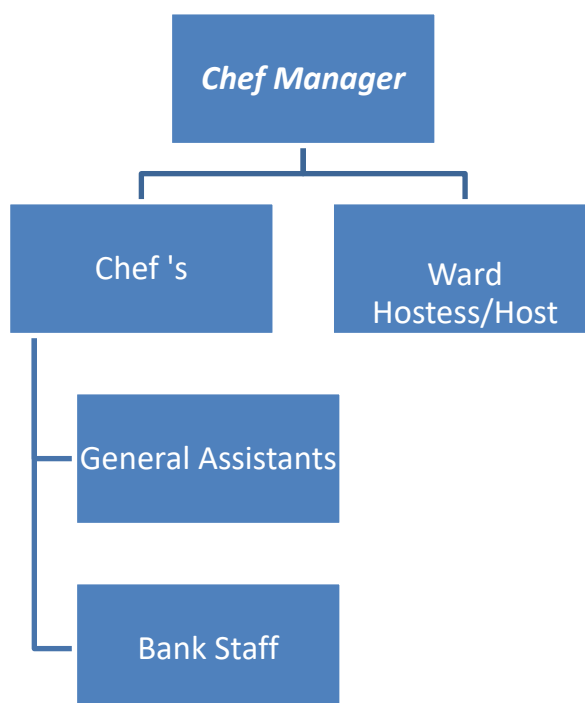 Chef Manager
Chef 's
Ward
Hostess/Host
General Assistants
Bank Staff